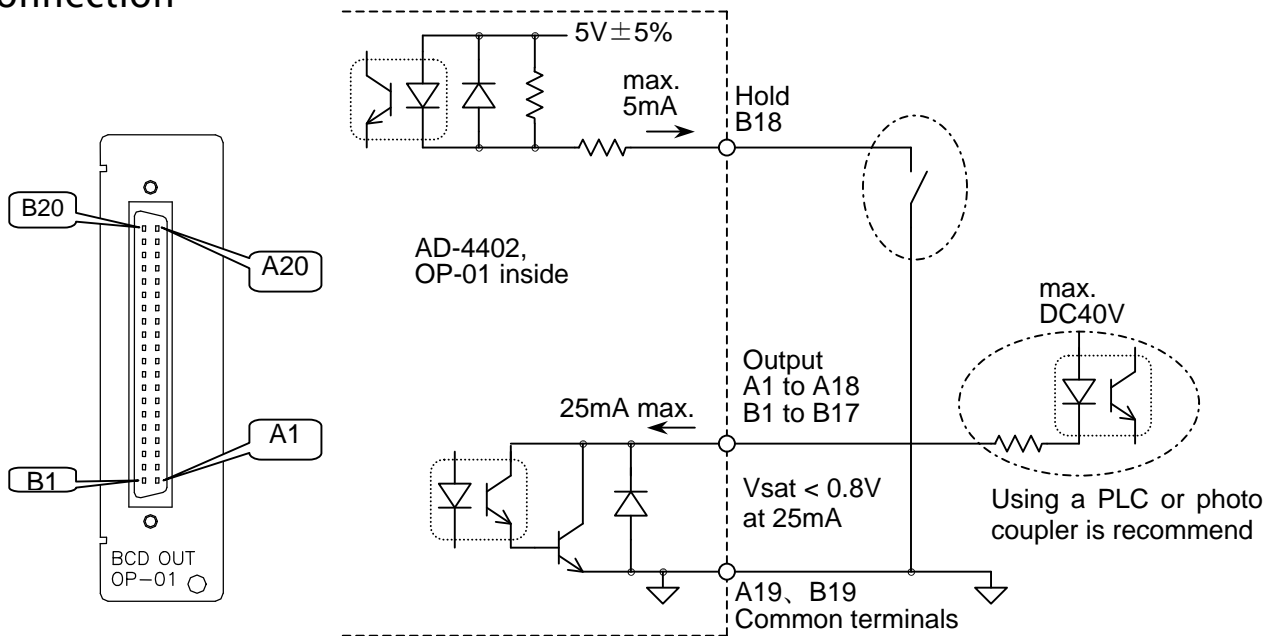 5V±5%
max.
5mA
Hold
B18
B20
A20
AD-4402,
OP-01 inside
max.
DC40V
Output
A1 to A18
B1 to B17
25mA max.
A1
B1
Vsat < 0.8V
at 25mA
Using a PLC or photo
coupler is recommend
BCD OUT
OP-01
A19、B19
Common terminals